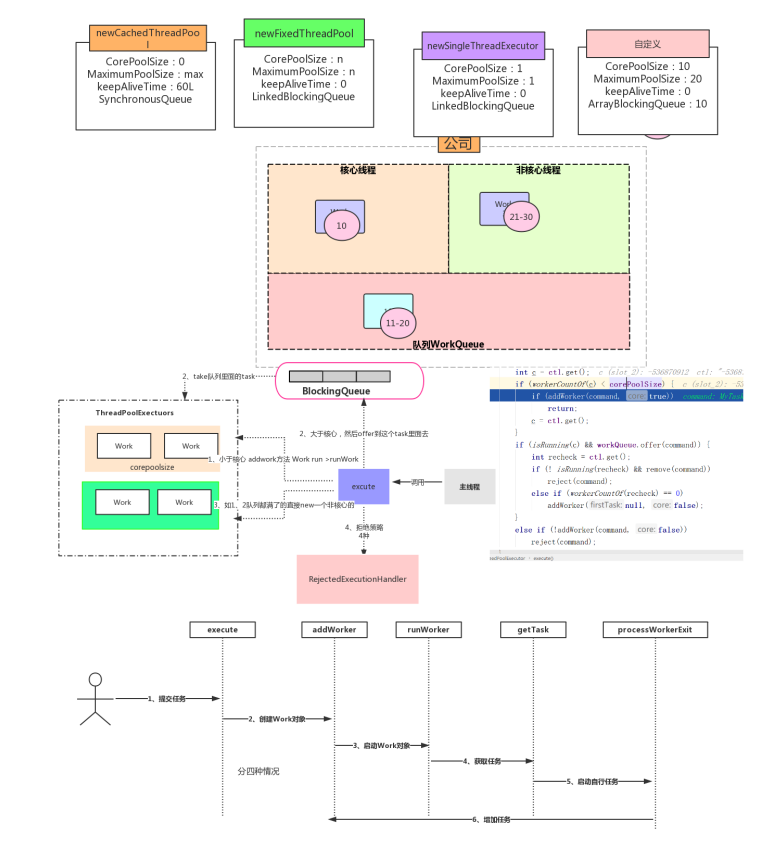 newCachedThreadPoo
l
CorePoolSize：0
MaximumPoolSize：max
keepAliveTime：60L
SynchronousQueue
newFixedThreadPool
CorePoolSize：n
MaximumPoolSize：n
keepAliveTime：0
LinkedBlockingQueue
newSingleThreadExecutor
CorePoolSize：1
MaximumPoolSize：1
keepAliveTime：0
LinkedBlockingQueue
自定义
CorePoolSize：10
MaximumPoolSize：20
keepAliveTime：0
ArrayBlockingQueue：10
公司
核心线程
非核心线程
10
21-30
11-20
队列WorkQueue
2、take队列里面的task
BlockingQueue
ThreadPoolExectuors
Work
Work
corepoolsize
Work
Work
2、大于核心，然后offer到这个task里面去
1、小于核心 addwork方法 Work run >runWork
3、如1、2队列都满了的直接new一个非核心的
excute
调用
主线程
4、拒绝策略
4种
RejectedExecutionHandler
int c = ctl.get();  c (slot_2): -536870912  ctl: "-5368
if (workerCountOf(c) < corePoolSize) {  c (slot_2): -53
if (addWorker(command, core: true))  command: MyTask
return;
c = ctl.get();
}
if (isRunning(c) && workQueue.offer(command)) {
int recheck = ctl.get();
if (! isRunning(recheck) && remove(command))
reject(command);
else if (workerCountOf(recheck) == 0)
addWorker( firstTask: null, core: false);
}
else if (!addWorker(command, core: false))
reject(command);
execute()
execute
addWorker
runWorker
getTask
processWorkerExit
1、提交任务
2、创建Work对象
3、启动Work对象
4、获取任务
分四种情况
5、启动自行任务
6、增加任务